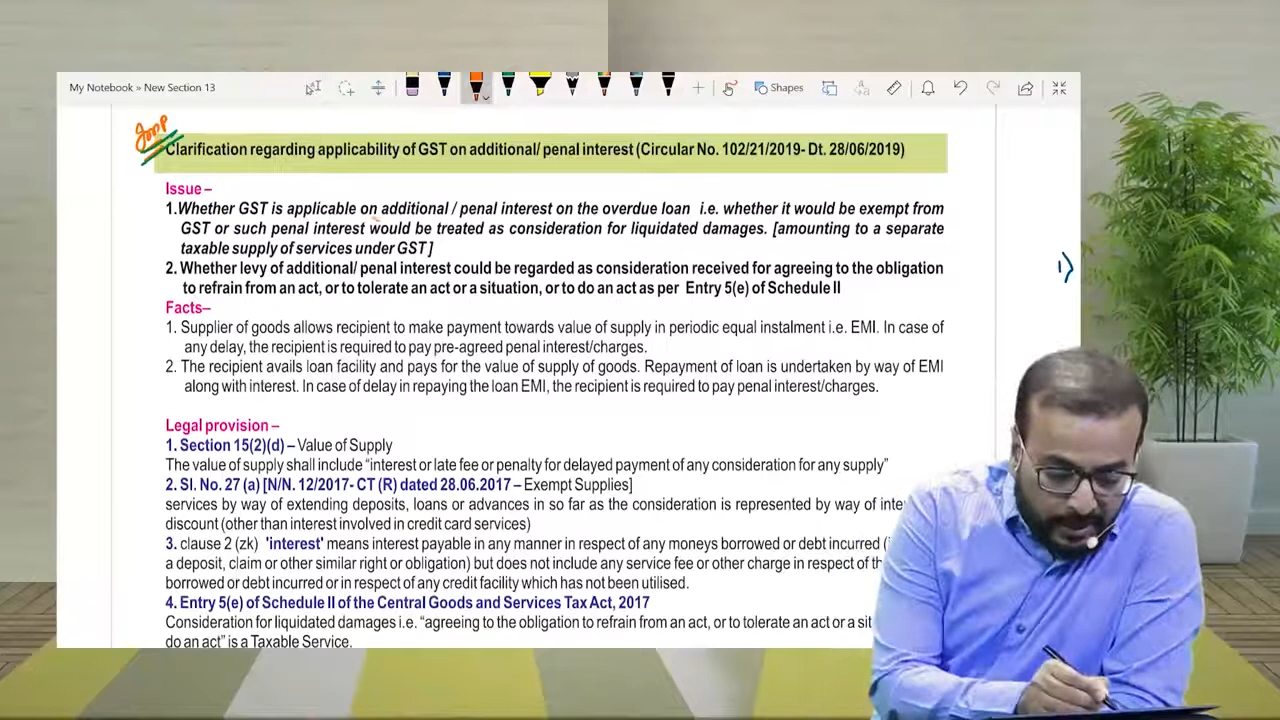 My Notebook » New Section 13
Shapes
Clarification regarding applicability of GST on additional/ penal interest (Circular No. 102/21/2019- Dt. 28/06/2019)
Issue –
1.Whether GST is applicable on additional / penal interest on the overdue loan i.e. whether it would be exempt from
GST or such penal interest would be treated as consideration for liquidated damages. [amounting to a separate
taxable supply of services under GST]
2. Whether levy of additional/ penal interest could be regarded as consideration received for agreeing to the obligation
to refrain from an act, or to tolerate an act or a situation, or to do an act as per Entry 5(e) of Schedule II
1)
Facts–
1. Supplier of goods allows recipient to make payment towards value of supply in periodic equal instalment i.e. EMI. In case of
any delay, the recipient is required to pay pre-agreed penal interest/charges.
2. The recipient avails loan facility and pays for the value of supply of goods. Repayment of loan is undertaken by way of EMI
along with interest. In case of delay in repaying the loan EMI, the recipient is required to pay penal interest/charges.
Legal provision –
1. Section 15(2)(d) – Value of Supply
The value of supply shall include “interest or late fee or penalty for delayed payment of any consideration for any supply”
2. Sl. No. 27 (a) [N/N. 12/2017- CT (R) dated 28.06.2017 – Exempt Supplies]
services by way of extending deposits, loans or advances in so far as the consideration is represented by way of inte
discount (other than interest involved in credit card services)
3. clause 2 (zk) 'interest' means interest payable in any manner in respect of any moneys borrowed or debt incurred (
a deposit, claim or other similar right or obligation) but does not include any service fee or other charge in respect of th
borrowed or debt incurred or in respect of any credit facility which has not been utilised.
4. Entry 5(e) of Schedule II of the Central Goods and Services Tax Act, 2017
Consideration for liquidated damages i.e. “agreeing to the obligation to refrain from an act, or to tolerate an act or a sit
do an act” is a Taxable Service.